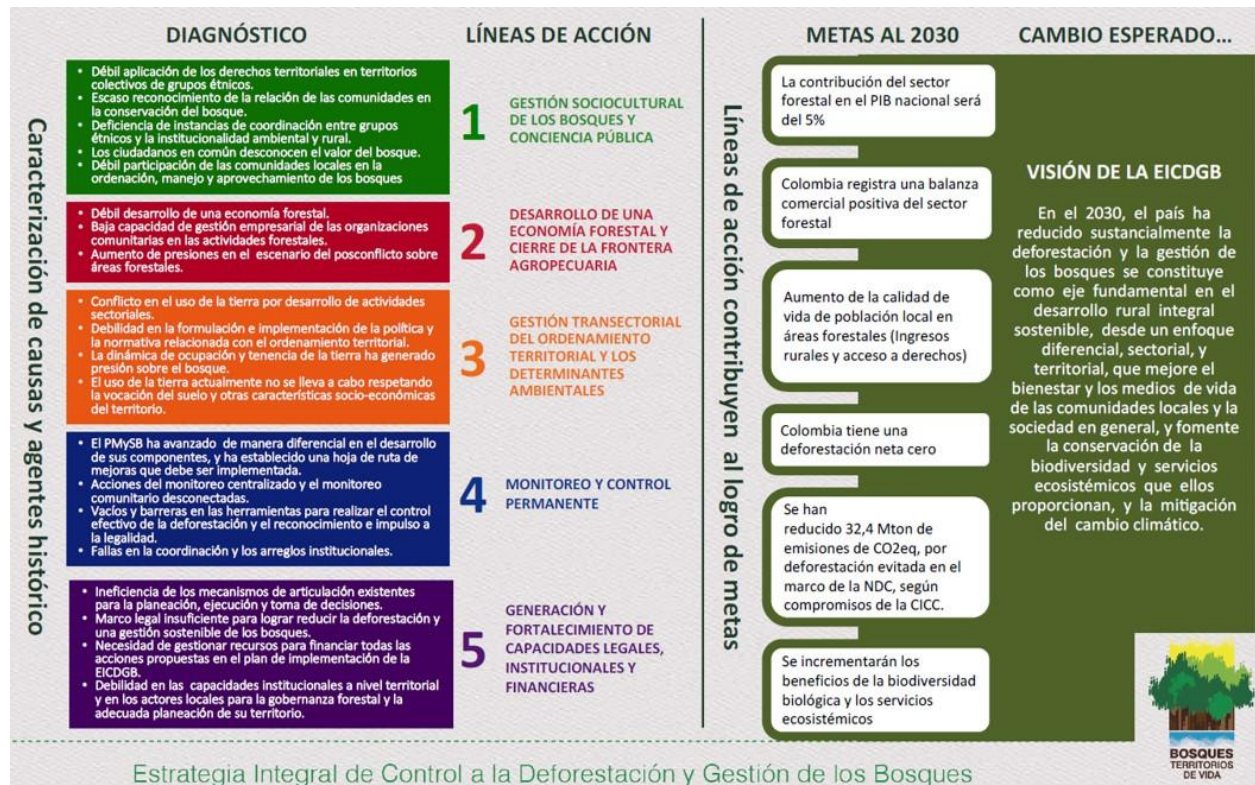 DIAGNÓSTICO
LÍNEAS DE ACCIÓN
METAS AL 2030
CAMBIO ESPERADO...
Caracterización de causas y agentes histórico
• Débil aplicación de los derechos territoriales en territorios
colectivos de grupos étnicos.
• Escaso reconocimiento de la relación de las comunidades en
la conservación del bosque.
• Deficiencia de instancias de coordinación entre grupos
étnicos y la institucionalidad ambiental y rural.
• Los ciudadanos en común desconocen el valor del bosque.
• Débil participación de las comunidades locales en la
ordenación, manejo y aprovechamiento de los bosques
1
GESTIÓN SOCIOCULTURAL
DE LOS BOSQUES Y
CONCIENCIA PÚBLICA
• Débil desarrollo de una economía forestal.
• Baja capacidad de gestión empresarial de las organizaciones
comunitarias en las actividades forestales.
• Aumento de presiones en el escenario del posconflicto sobre
áreas forestales.
2
DESARROLLO DE UNA
ECONOMÍA FORESTAL Y
CIERRE DE LA FRONTERA
AGROPECUARIA
• Conflicto en el uso de la tierra por desarrollo de actividades
sectoriales.
• Debilidad en la formulación e implementación de la política y
la normativa relacionada con el ordenamiento territorial.
• La dinámica de ocupación y tenencia de la tierra ha generado
presión sobre el bosque.
• El uso de la tierra actualmente no se lleva a cabo respetando
la vocación del suelo y otras características socio-económicas
del territorio.
3
GESTIÓN TRANSECTORIAL
DEL ORDENAMIENTO
TERRITORIAL Y LOS
DETERMINANTES
AMBIENTALES
• El PMySB ha avanzado de manera diferencial en el desarrollo
de sus componentes, y ha establecido una hoja de ruta de
mejoras que debe ser implementada.
• Acciones del monitoreo centralizado y el monitoreo
comunitario desconectadas.
• Vacíos y barreras en las herramientas para realizar el control
efectivo de la deforestación y el reconocimiento e impulso a
la legalidad.
• Fallas en la coordinación y los arreglos institucionales.
4
MONITOREO Y CONTROL
PERMANENTE
• Ineficiencia de los mecanismos de articulación existentes
para la planeación, ejecución y toma de decisiones.
• Marco legal insuficiente para lograr reducir la deforestación y
una gestión sostenible de los bosques.
• Necesidad de gestionar recursos para financiar todas las
acciones propuestas en el plan de implementación de la
EICDGB.
• Debilidad en las capacidades institucionales a nivel territorial
y en los actores locales para la gobernanza forestal y la
adecuada planeación de su territorio.
5
GENERACIÓN Y
FORTALECIMIENTO DE
CAPACIDADES LEGALES,
INSTITUCIONALES Y
FINANCIERAS
Líneas de acción contribuyen al logro de metas
La contribución del sector
forestal en el PIB nacional será
del 5%
Colombia registra una balanza
comercial positiva del sector
forestal
Aumento de la calidad de
vida de población local en
áreas forestales (Ingresos
rurales y acceso a derechos)
Colombia tiene una
deforestación neta cero
Se han
reducido 32,4 Mton de
emisiones de CO2eq, por
deforestación evitada en el
marco de la NDC, según
compromisos de la CICC.
Se incrementarán los
beneficios de la biodiversidad
biológica y los servicios
ecosistémicos
VISIÓN DE LA EICDGB
En el 2030, el país ha
reducido sustancialmente la
deforestación y la gestión de
los bosques se constituye
como eje fundamental en el
desarrollo rural integral
sostenible, desde un enfoque
diferencial, sectorial, y
territorial, que mejore el
bienestar y los medios de vida
de las comunidades locales y la
sociedad en general, y fomente
la conservación de la
biodiversidad y servicios
ecosistémicos que ellos
proporcionan, y la mitigación
del cambio climático.
BOSQUES
TERRITORIOS
DE VIDA
Estrategia Integral de Control a la Deforestación y Gestión de los Bosques